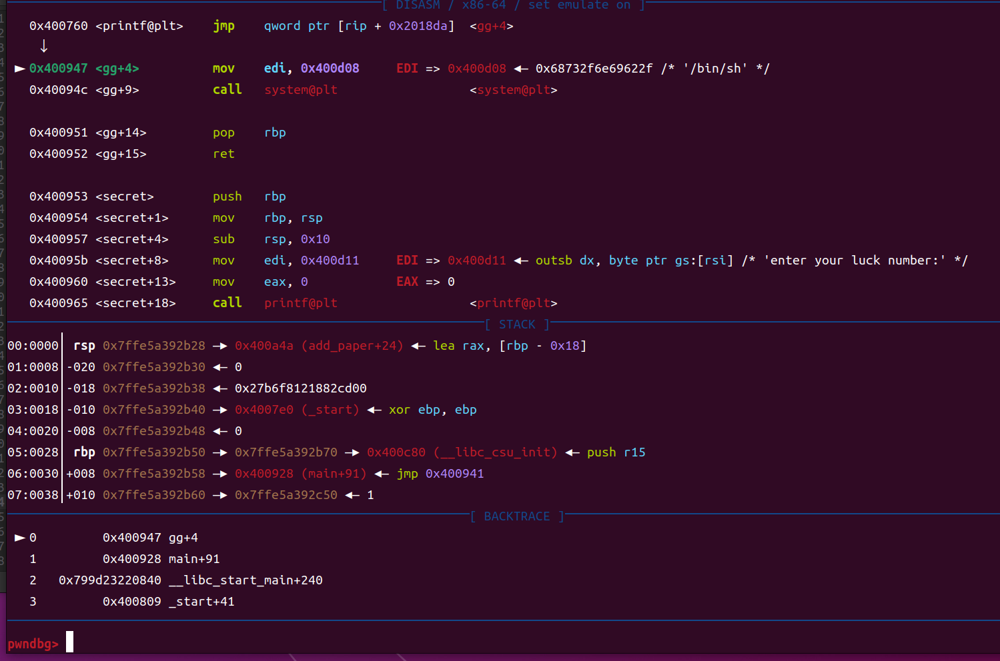 [ DISASM / x86-64 / set emulate on ]
0x400760 <printf@plt> jmp qword ptr [rip + 0x2018da] <gg+4>
↓
► 0x400947 <gg+4> mov edi, 0x400d08 EDI => 0x400d08 ◂— 0x68732f6e69622f /* '/bin/sh' */
0x40094c <gg+9> call system@plt <system@plt>
0x400951 <gg+14> pop rbp
0x400952 <gg+15> ret
0x400953 <secret> push rbp
0x400954 <secret+1> mov rbp, rsp
0x400957 <secret+4> sub rsp, 0x10
0x40095b <secret+8> mov edi, 0x400d11 EDI => 0x400d11 ◂— outsb dx, byte ptr gs:[rsi] /* 'enter your luck number:' */
0x400960 <secret+13> mov eax, 0 EAX => 0
0x400965 <secret+18> call printf@plt <printf@plt>
[ STACK ]
00:0000│ rsp 0x7ffe5a392b28 —▸ 0x400a4a (add_paper+24) ◂— lea rax, [rbp - 0x18]
01:0008│-020 0x7ffe5a392b30 ◂— 0
02:0010│-018 0x7ffe5a392b38 ◂— 0x27b6f8121882cd00
03:0018│-010 0x7ffe5a392b40 —▸ 0x4007e0 (_start) ◂— xor ebp, ebp
04:0020│-008 0x7ffe5a392b48 ◂— 0
05:0028│ rbp 0x7ffe5a392b50 —▸ 0x7ffe5a392b70 —▸ 0x400c80 (__libc_csu_init) ◂— push r15
06:0030│+008 0x7ffe5a392b58 —▸ 0x400928 (main+91) ◂— jmp 0x400941
07:0038│+010 0x7ffe5a392b60 —▸ 0x7ffe5a392c50 ◂— 1
[ BACKTRACE ]
► 0 0x400947 gg+4
1 0x400928 main+91
2 0x799d23220840 __libc_start_main+240
3 0x400809 _start+41
pwndbg>